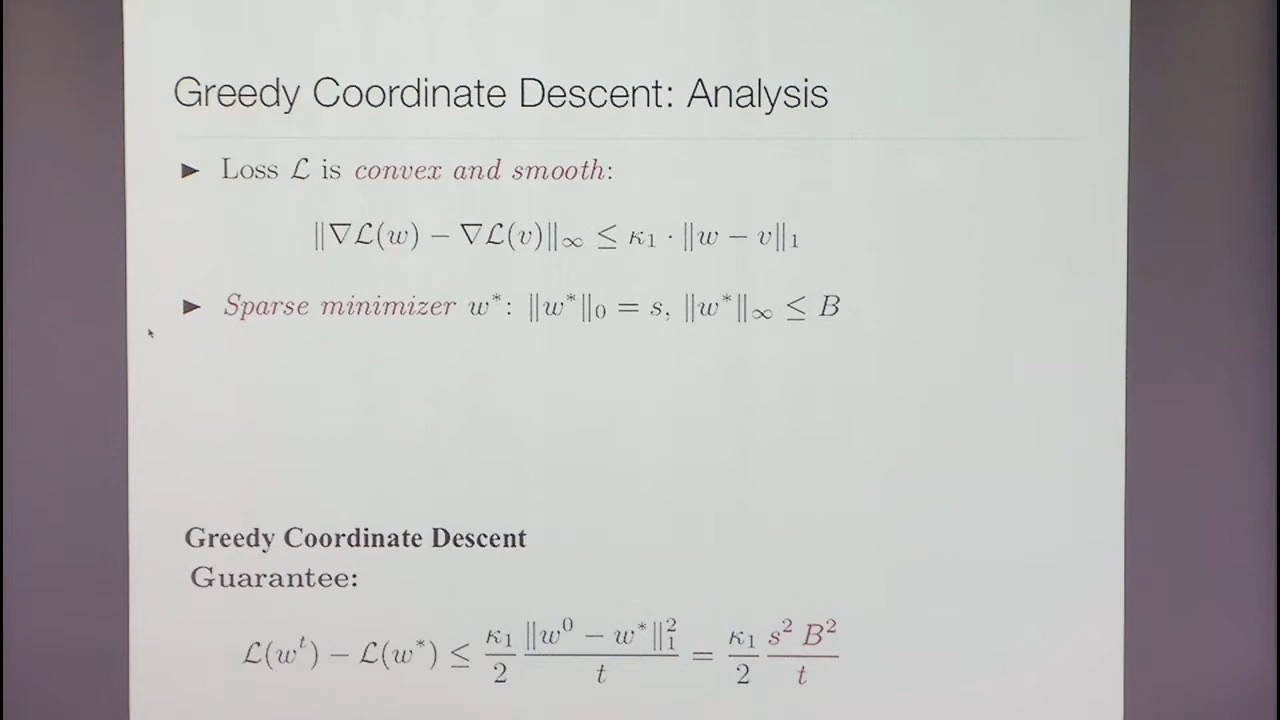 Greedy Coordinate Descent: Analysis
► Loss ℒ is convex and smooth:
‖∇ℒ(w) − ∇ℒ(v)‖∞ ≤ κ₁ · ‖w − v‖₁
► Sparse minimizer w*: ‖w*‖₀ = s, ‖w*‖∞ ≤ B
Greedy Coordinate Descent
Guarantee:
ℒ(wᵗ) − ℒ(w*) ≤ κ₁/2 ‖w⁰ − w*‖₁²/t = κ₁/2 s² B²/t